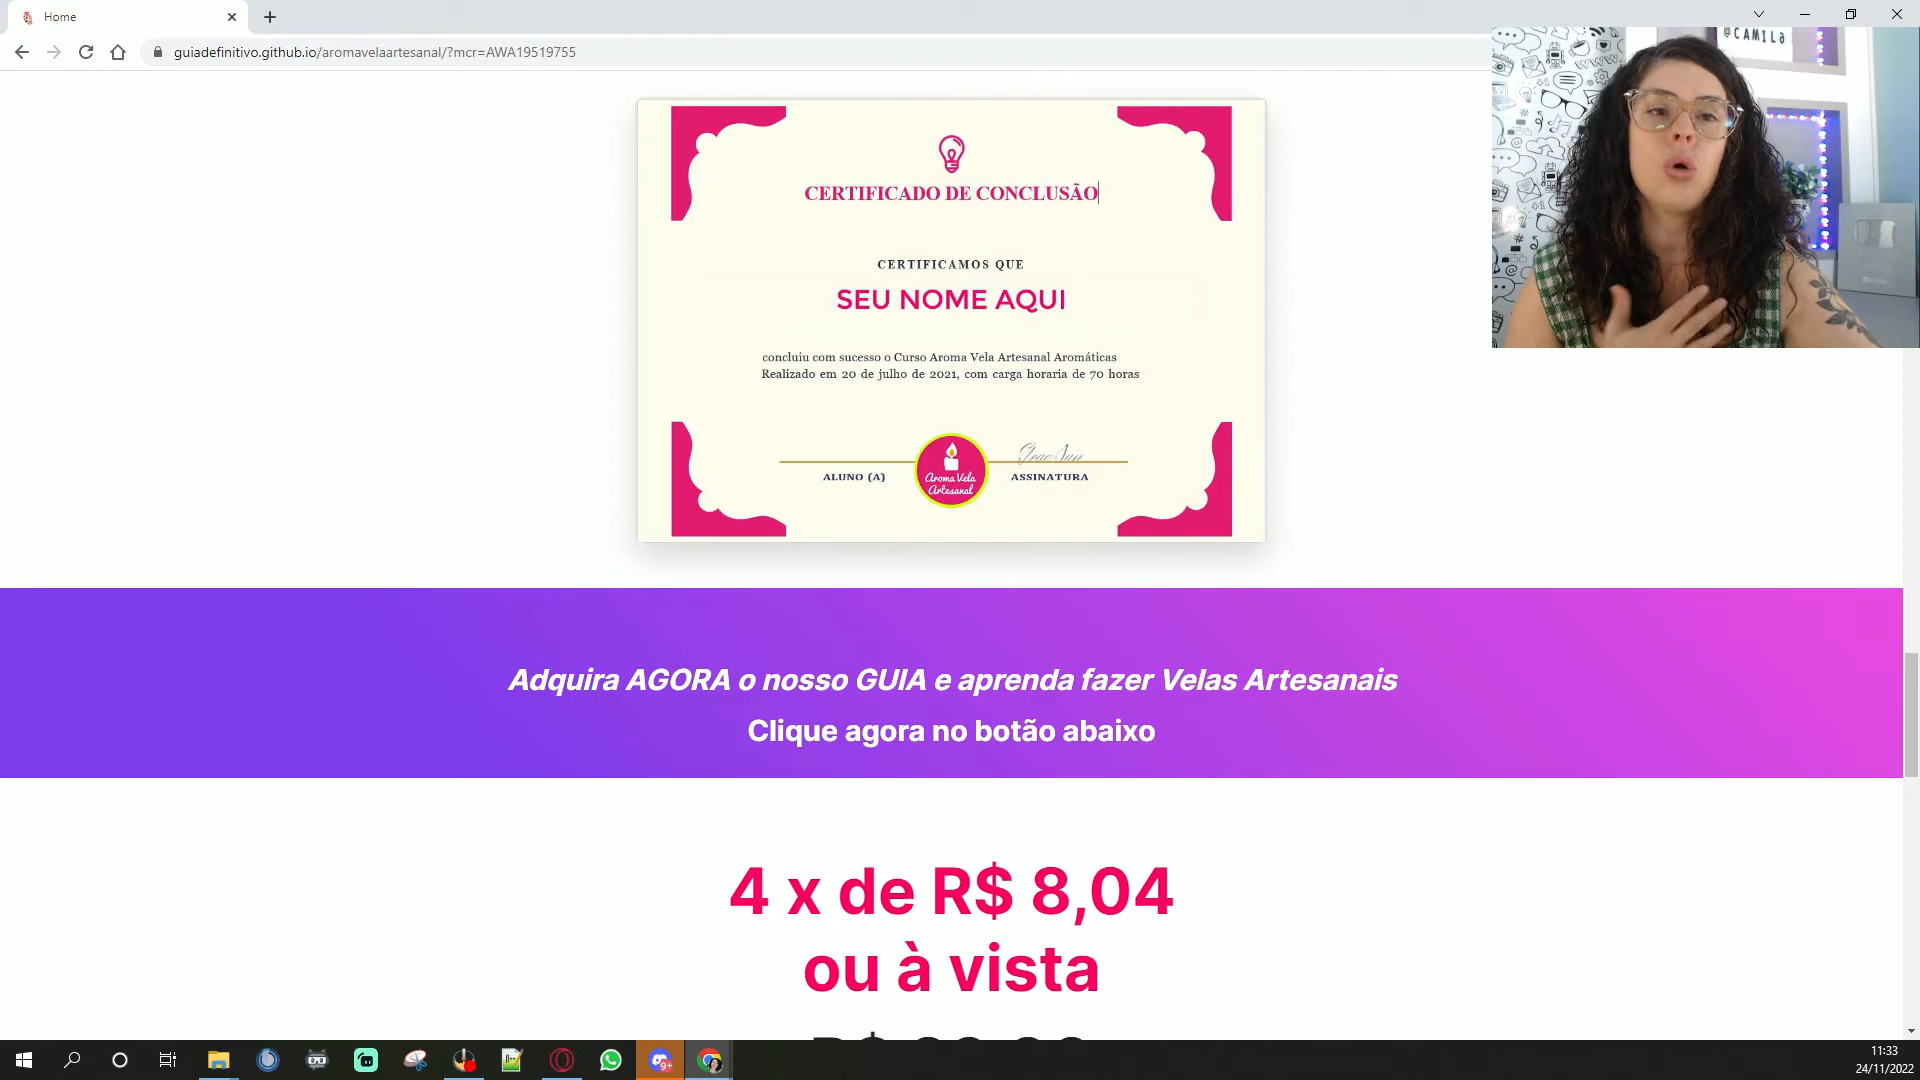 Home
guiadefinitivo.github.io/aromavelaartesanal/?mcr=AWA19519755
@CAMILA
CERTIFICADO DE CONCLUSÃO
CERTIFICAMOS QUE
SEU NOME AQUI
concluiu com sucesso o Curso Aroma Vela Artesanal Aromáticas
Realizado em 20 de julho de 2021, com carga horaria de 70 horas
ALUNO (A)
Aroma Vela
Artesanal
ASSINATURA
Adquira AGORA o nosso GUIA e aprenda fazer Velas Artesanais
Clique agora no botão abaixo
4 x de R$ 8,04
ou à vista
9+
11:33
24/11/2022